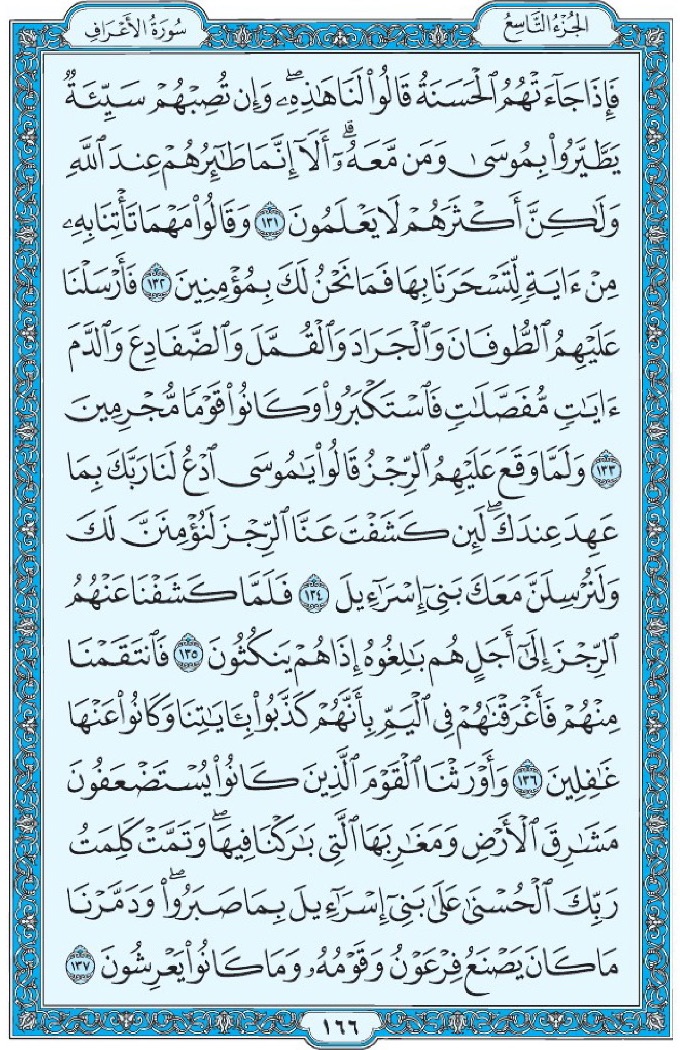 الجُزْءُ التَّاسِعُ
سُورَةُ الأَعْرَافِ
فَإِذَا جَآءَتْهُمُ ٱلْحَسَنَةُ قَالُوا۟ لَنَا هَـٰذِهِۦۖ وَإِن تُصِبْهُمْ سَيِّئَةٌ
يَطَّيَّرُوا۟ بِمُوسَىٰ وَمَن مَّعَهُۥٓۗ أَلَآ إِنَّمَا طَـٰٓئِرُهُمْ عِندَ ٱللَّهِ
وَلَـٰكِنَّ أَكْثَرَهُمْ لَا يَعْلَمُونَ ١٣١ وَقَالُوا۟ مَهْمَا تَأْتِنَا بِهِۦ
مِنْ ءَايَةٍ لِّتَسْحَرَنَا بِهَا فَمَا نَحْنُ لَكَ بِمُؤْمِنِينَ ١٣٢ فَأَرْسَلْنَا
عَلَيْهِمُ ٱلطُّوفَانَ وَٱلْجَرَادَ وَٱلْقُمَّلَ وَٱلضَّفَادِعَ وَٱلدَّمَ
ءَايَـٰتٍ مُّفَصَّلَـٰتٍ فَٱسْتَكْبَرُوا۟ وَكَانُوا۟ قَوْمًا مُّجْرِمِينَ
١٣٣ وَلَمَّا وَقَعَ عَلَيْهِمُ ٱلرِّجْزُ قَالُوا۟ يَـٰمُوسَى ٱدْعُ لَنَا رَبَّكَ بِمَا
عَهِدَ عِندَكَۖ لَئِن كَشَفْتَ عَنَّا ٱلرِّجْزَ لَنُؤْمِنَنَّ لَكَ
وَلَنُرْسِلَنَّ مَعَكَ بَنِىٓ إِسْرَٰٓءِيلَ ١٣٤ فَلَمَّا كَشَفْنَا عَنْهُمُ
ٱلرِّجْزَ إِلَىٰٓ أَجَلٍ هُم بَـٰلِغُوهُ إِذَا هُمْ يَنكُثُونَ ١٣٥ فَٱنتَقَمْنَا
مِنْهُمْ فَأَغْرَقْنَـٰهُمْ فِى ٱلْيَمِّ بِأَنَّهُمْ كَذَّبُوا۟ بِـَٔايَـٰتِنَا وَكَانُوا۟ عَنْهَا
غَـٰفِلِينَ ١٣٦ وَأَوْرَثْنَا ٱلْقَوْمَ ٱلَّذِينَ كَانُوا۟ يُسْتَضْعَفُونَ
مَشَـٰرِقَ ٱلْأَرْضِ وَمَغَـٰرِبَهَا ٱلَّتِى بَـٰرَكْنَا فِيهَاۖ وَتَمَّتْ كَلِمَتُ
رَبِّكَ ٱلْحُسْنَىٰ عَلَىٰ بَنِىٓ إِسْرَٰٓءِيلَ بِمَا صَبَرُوا۟ۖ وَدَمَّرْنَا
مَا كَانَ يَصْنَعُ فِرْعَوْنُ وَقَوْمُهُۥ وَمَا كَانُوا۟ يَعْرِشُونَ ١٣٧
١٦٦